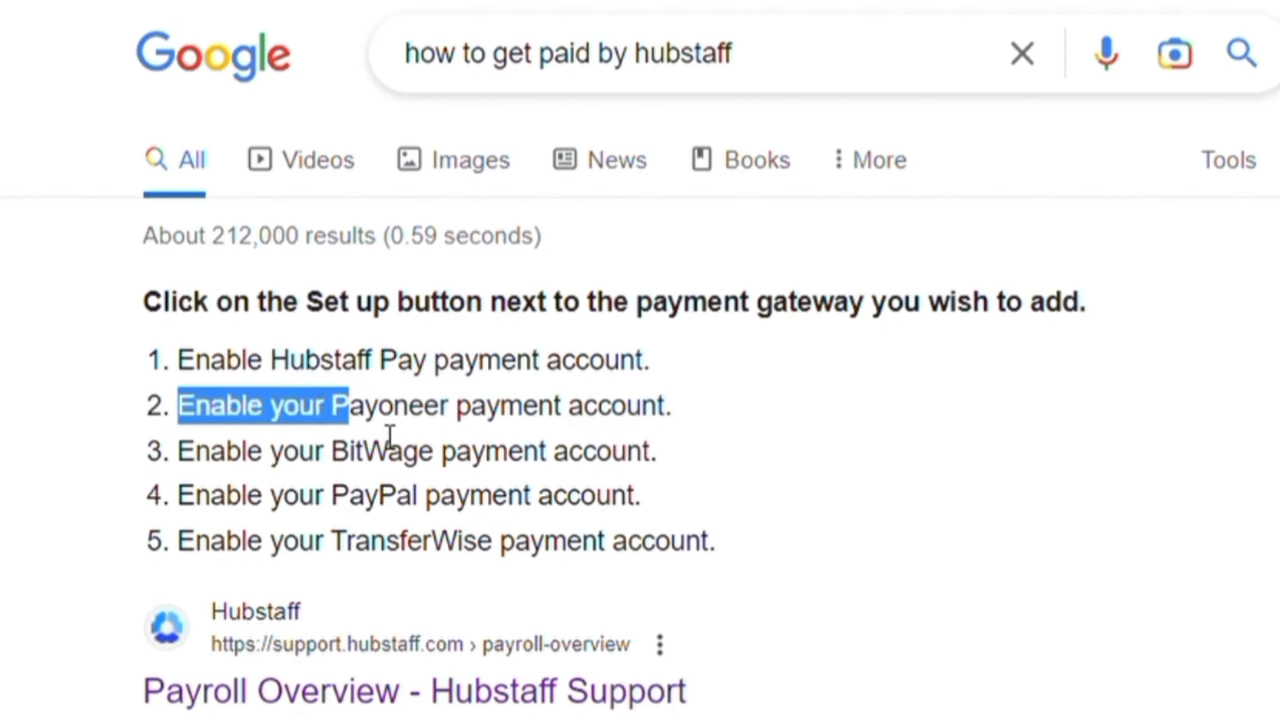 Google
how to get paid by hubstaff
All Videos Images News Books More Tools
About 212,000 results (0.59 seconds)
Click on the Set up button next to the payment gateway you wish to add.
1. Enable Hubstaff Pay payment account.
2. Enable your Payoneer payment account.
3. Enable your BitWage payment account.
4. Enable your PayPal payment account.
5. Enable your TransferWise payment account.
Hubstaff
https://support.hubstaff.com › payroll-overview
Payroll Overview - Hubstaff Support